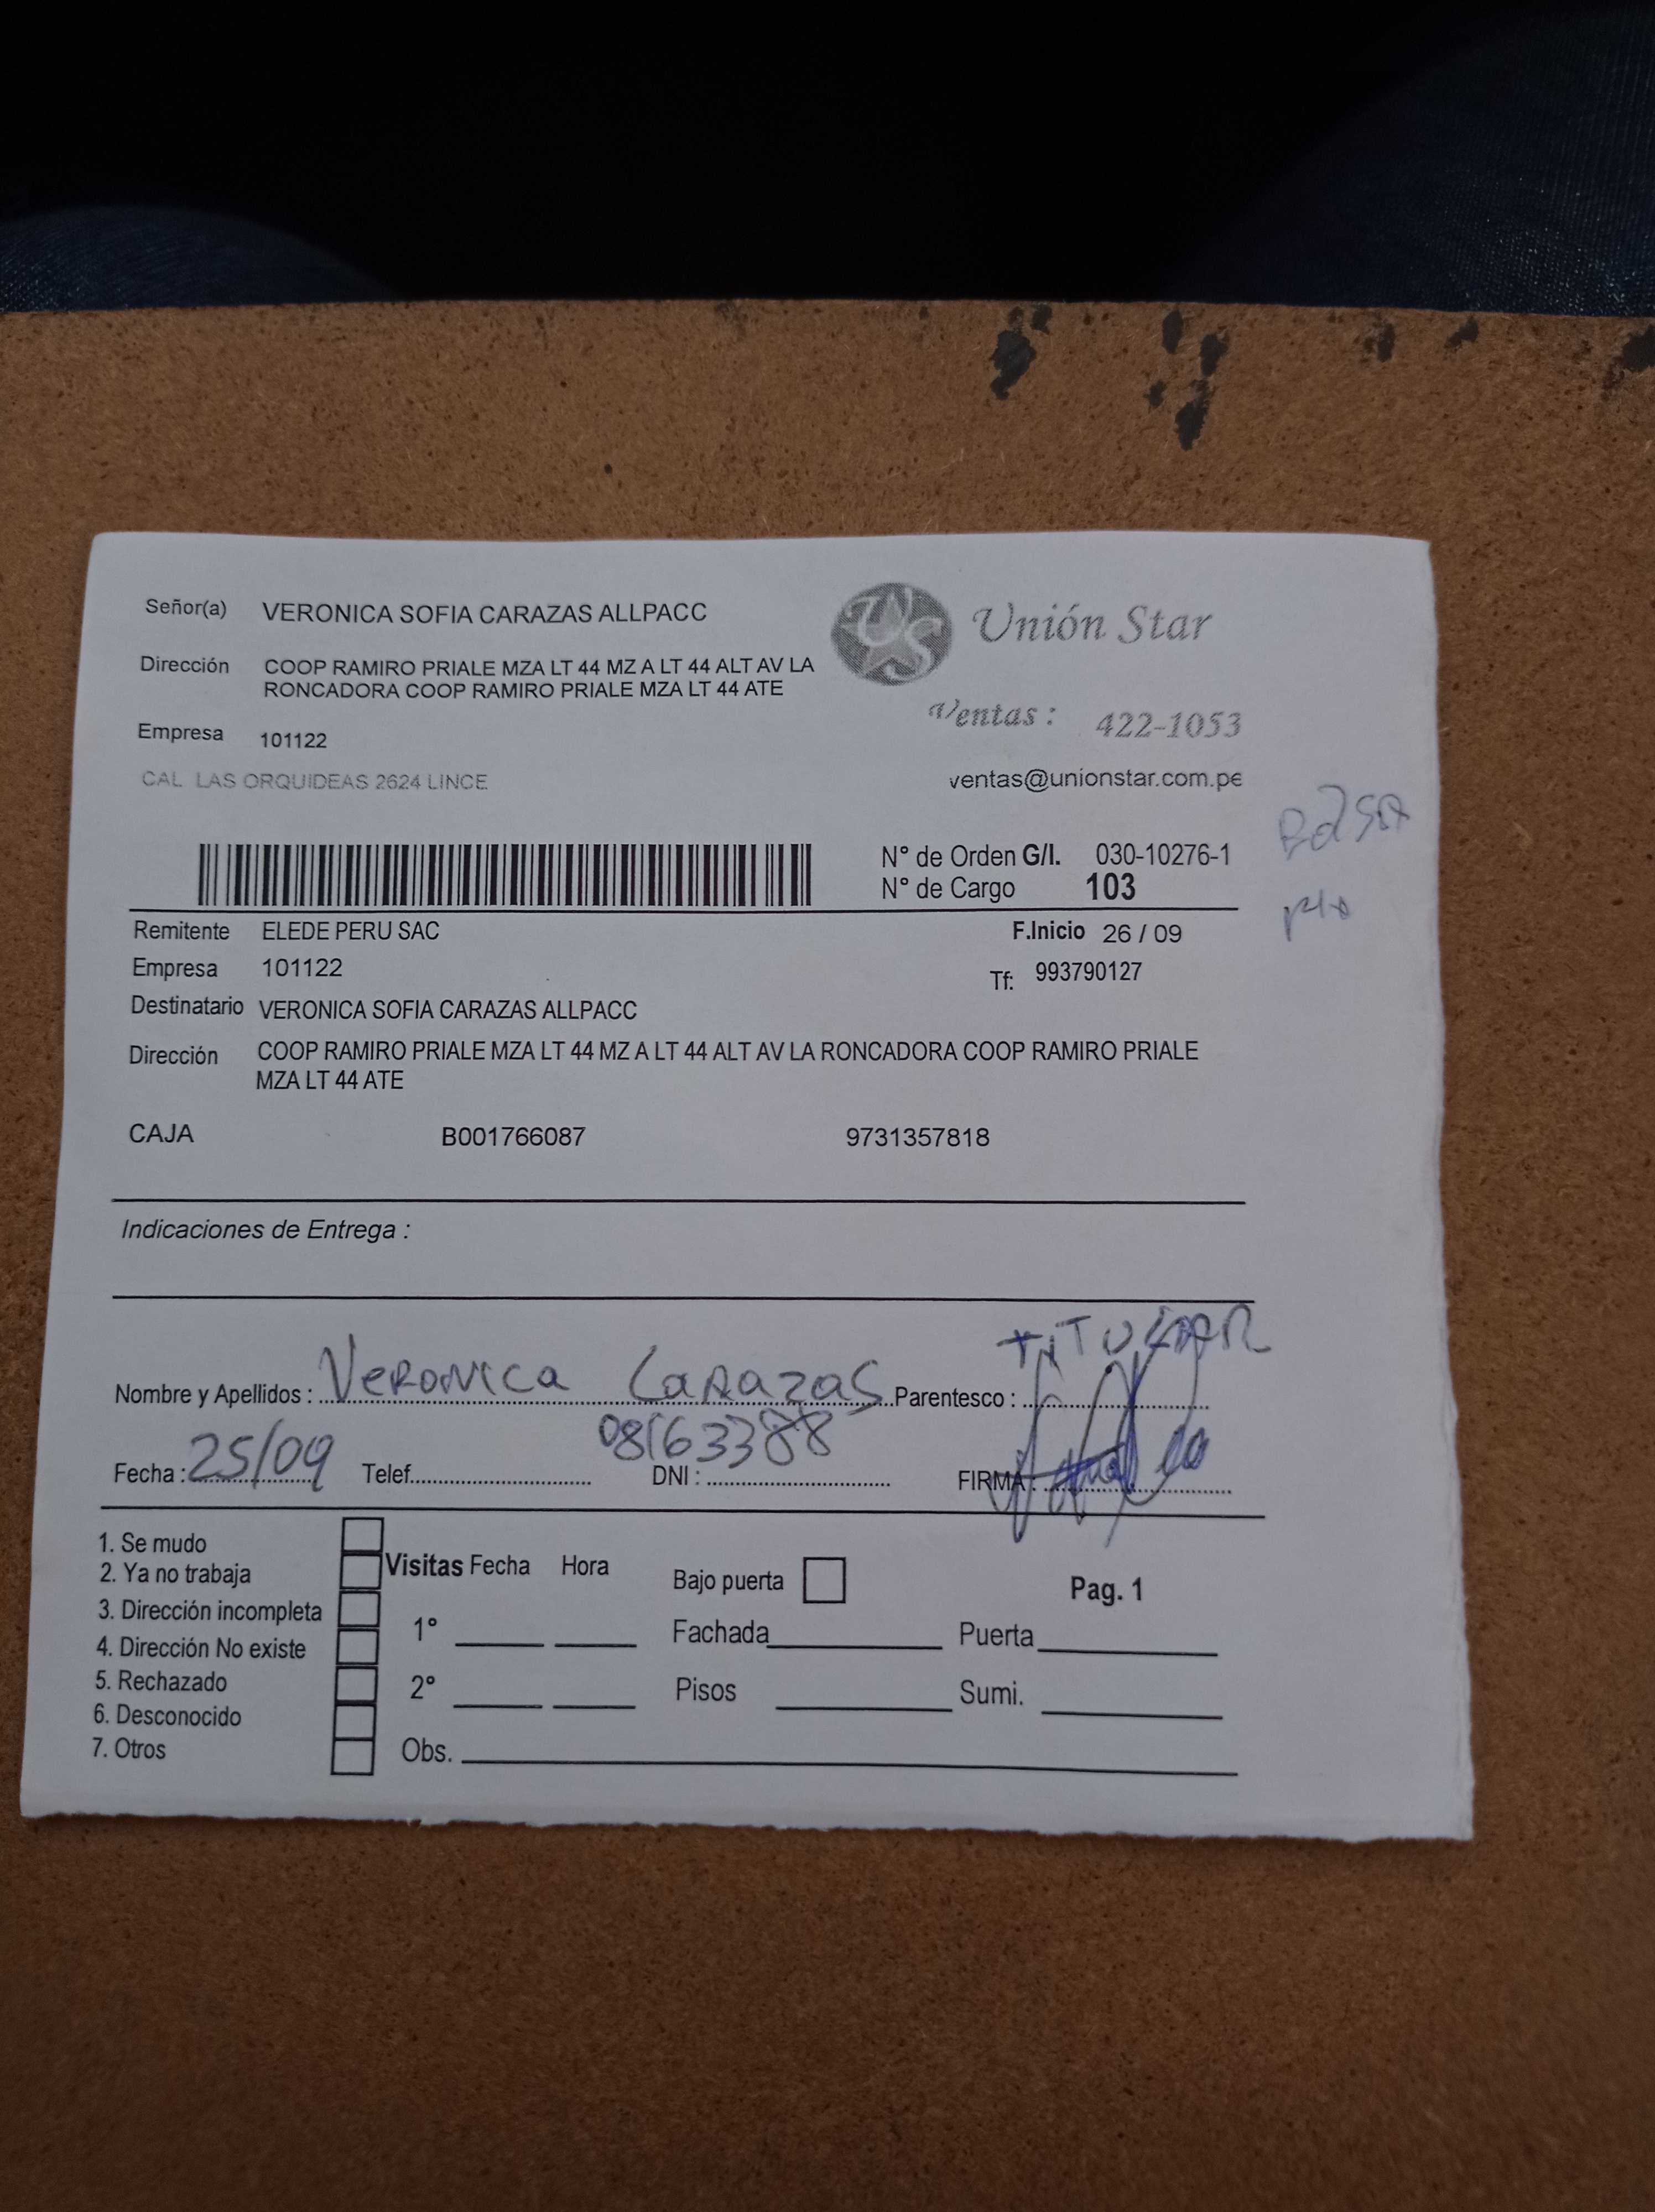 Señor(a) VERONICA SOFIA CARAZAS ALLPACC
Unión Star
Dirección COOP RAMIRO PRIALE MZA LT 44 MZ A LT 44 ALT AV LA
RONCADORA COOP RAMIRO PRIALE MZA LT 44 ATE
Ventas : 422-1053
Empresa 101122
CAL LAS ORQUIDEAS 2624 LINCE
ventas@unionstar.com.pe
N° de Orden G/I. 030-10276-1
N° de Cargo 103
Remitente ELEDE PERU SAC
F.Inicio 26 / 09
Empresa 101122
Tf: 993790127
Destinatario VERONICA SOFIA CARAZAS ALLPACC
Dirección COOP RAMIRO PRIALE MZA LT 44 MZ A LT 44 ALT AV LA RONCADORA COOP RAMIRO PRIALE
MZA LT 44 ATE
CAJA B001766087 9731357818
Indicaciones de Entrega :
TITULAR
Nombre y Apellidos : Veronica Carazas Parentesco :
Fecha : 25/09 Telef. DNI : 08163388 FIRMA :
1. Se mudo
2. Ya no trabaja
3. Dirección incompleta
4. Dirección No existe
5. Rechazado
6. Desconocido
7. Otros
Visitas Fecha Hora
1°
2°
Obs.
Bajo puerta
Pag. 1
Fachada Puerta
Pisos Sumi.